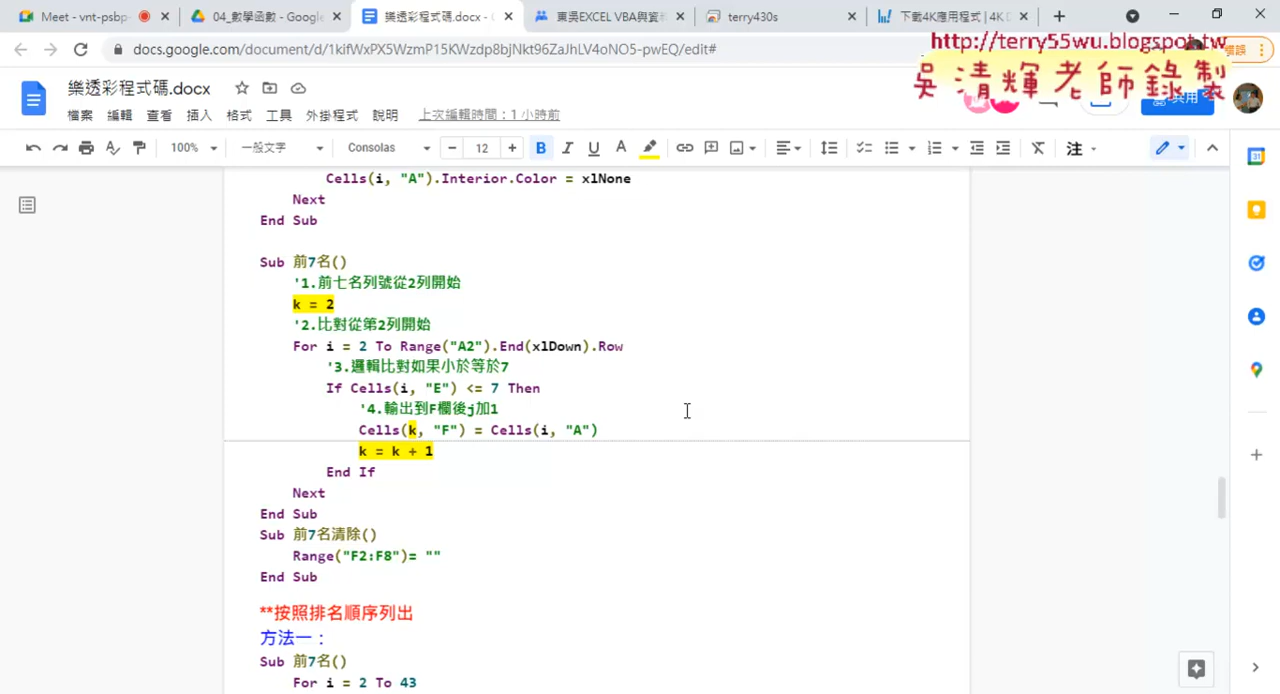 Meet - vnt-psbp-
04_數學函數 - Google
樂透彩程式碼.docx - G
東吳EXCEL VBA與資
terry430s
下載4K應用程式 | 4K
docs.google.com/document/d/1kifWxPX5WzmP15KWzdp8bjNkt96ZaJhLV4oNO5-pwEQ/edit#
http://terry55wu.blogspot.tw
吳清輝老師錄製
樂透彩程式碼.docx
共用
檔案 編輯 查看 插入 格式 工具 外掛程式 說明 上次編輯時間：1 小時前
100% 一般文字 Consolas 12 B I U A 注
Cells(i, "A").Interior.Color = xlNone
Next
End Sub
Sub 前7名()
'1.前七名列號從2列開始
k = 2
'2.比對從第2列開始
For i = 2 To Range("A2").End(xlDown).Row
'3.邏輯比對如果小於等於7
If Cells(i, "E") <= 7 Then
'4.輸出到F欄後j加1
Cells(k, "F") = Cells(i, "A")
k = k + 1
End If
Next
End Sub
Sub 前7名清除()
Range("F2:F8")= ""
End Sub
**按照排名順序列出
方法一：
Sub 前7名()
For i = 2 To 43